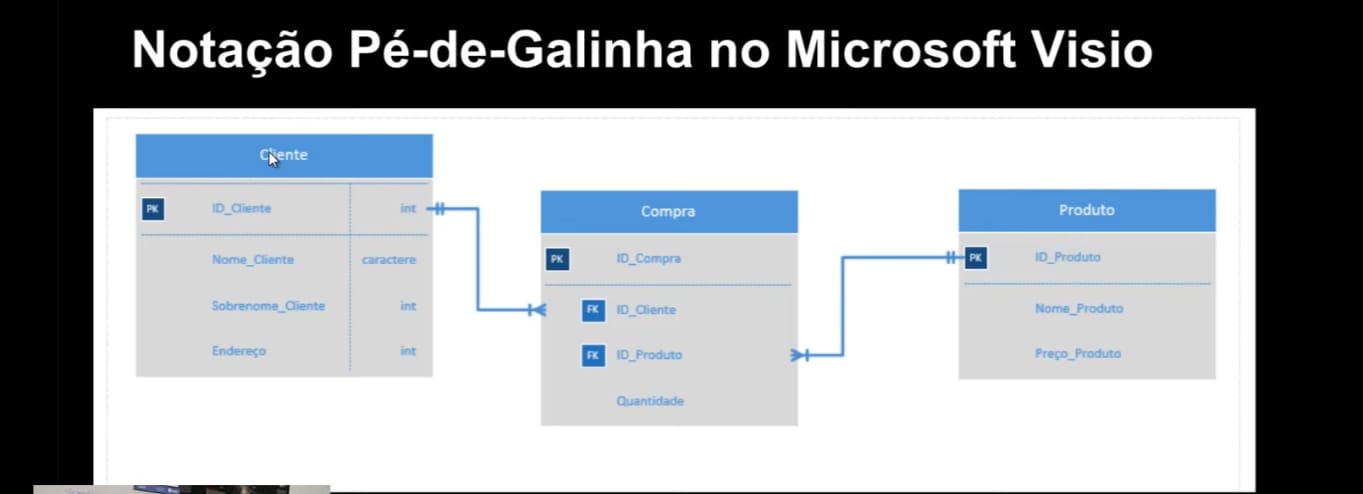 Notação Pé-de-Galinha no Microsoft Visio
Cliente
PK ID_Cliente int
Nome_Cliente caractere
Sobrenome_Cliente int
Endereço int
Compra
PK ID_Compra
FK ID_Cliente
FK ID_Produto
Quantidade
Produto
PK ID_Produto
Nome_Produto
Preço_Produto